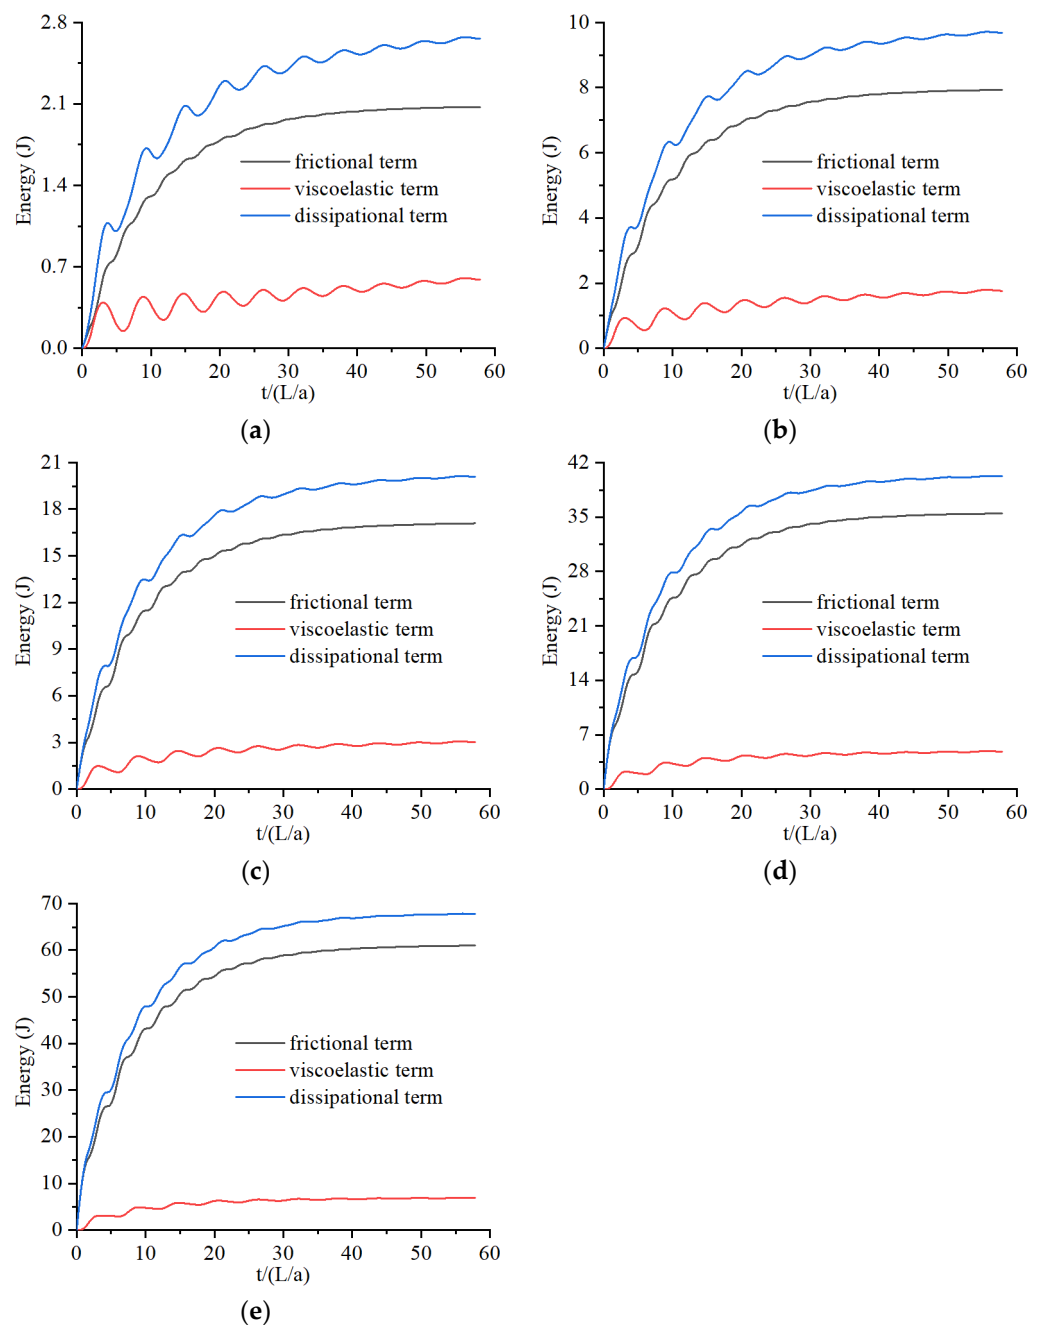 2.8
2.1
1.4
0.7
0.0
Energy (J)
frictional term
viscoelastic term
dissipational term
0 10 20 30 40 50 60
t/(L/a)
(a)
10
8
6
4
2
0
Energy (J)
frictional term
viscoelastic term
dissipational term
0 10 20 30 40 50 60
t/(L/a)
(b)
21
18
15
12
9
6
3
0
Energy (J)
frictional term
viscoelastic term
dissipational term
0 10 20 30 40 50 60
t/(L/a)
(c)
42
35
28
21
14
7
0
Energy (J)
frictional term
viscoelastic term
dissipational term
0 10 20 30 40 50 60
t/(L/a)
(d)
70
60
50
40
30
20
10
0
Energy (J)
frictional term
viscoelastic term
dissipational term
0 10 20 30 40 50 60
t/(L/a)
(e)